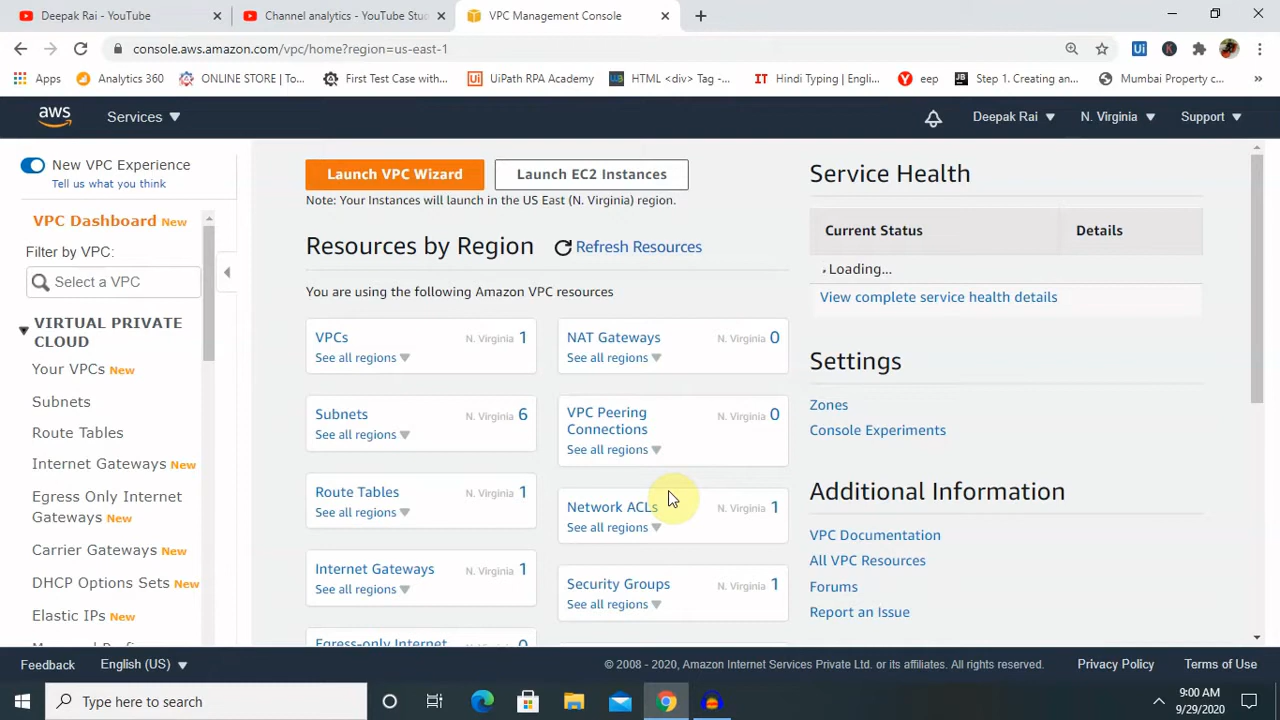 Deepak Rai - YouTube
Channel analytics - YouTube Stu
VPC Management Console
console.aws.amazon.com/vpc/home?region=us-east-1
Apps
Analytics 360
ONLINE STORE | To...
First Test Case with...
UiPath RPA Academy
HTML <div> Tag -...
Hindi Typing | Engli...
eep
Step 1. Creating an...
Mumbai Property c...
aws
Services
Deepak Rai
N. Virginia
Support
New VPC Experience
Tell us what you think
VPC Dashboard New
Filter by VPC:
Select a VPC
VIRTUAL PRIVATE
CLOUD
Your VPCs New
Subnets
Route Tables
Internet Gateways New
Egress Only Internet
Gateways New
Carrier Gateways New
DHCP Options Sets New
Elastic IPs New
Launch VPC Wizard
Launch EC2 Instances
Note: Your Instances will launch in the US East (N. Virginia) region.
Resources by Region
Refresh Resources
You are using the following Amazon VPC resources
VPCs N. Virginia 1
See all regions
NAT Gateways N. Virginia 0
See all regions
Subnets N. Virginia 6
See all regions
VPC Peering N. Virginia 0
Connections
See all regions
Route Tables N. Virginia 1
See all regions
Network ACLs N. Virginia 1
See all regions
Internet Gateways N. Virginia 1
See all regions
Security Groups N. Virginia 1
See all regions
Egress-only Internet 0
Service Health
Current Status
Details
Loading...
View complete service health details
Settings
Zones
Console Experiments
Additional Information
VPC Documentation
All VPC Resources
Forums
Report an Issue
Feedback
English (US)
© 2008 - 2020, Amazon Internet Services Private Ltd. or its affiliates. All rights reserved.
Privacy Policy
Terms of Use
Type here to search
9:00 AM
9/29/2020